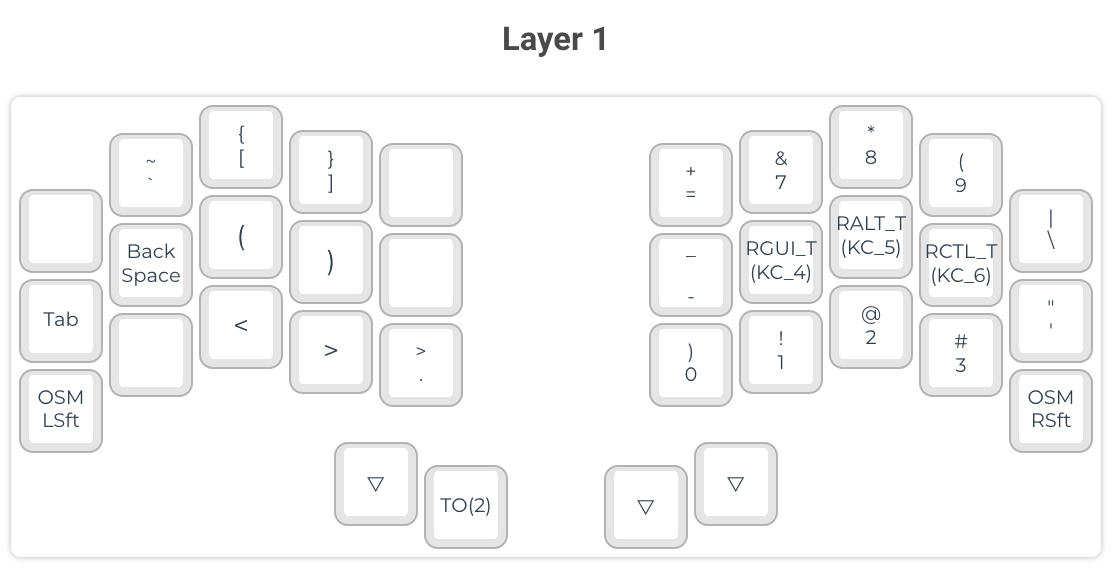 Layer 1
{
[
*
8
~
`
}
]
&
7
(
9
+
=
(
RALT_T
(KC_5)
|
\
Back
Space
)
RGUI_T
(KC_4)
RCTL_T
(KC_6)
_
-
Tab
<
@
2
"
'
>
>
.
)
0
!
1
#
3
OSM
LSft
OSM
RSft
▽
▽
TO(2)
▽